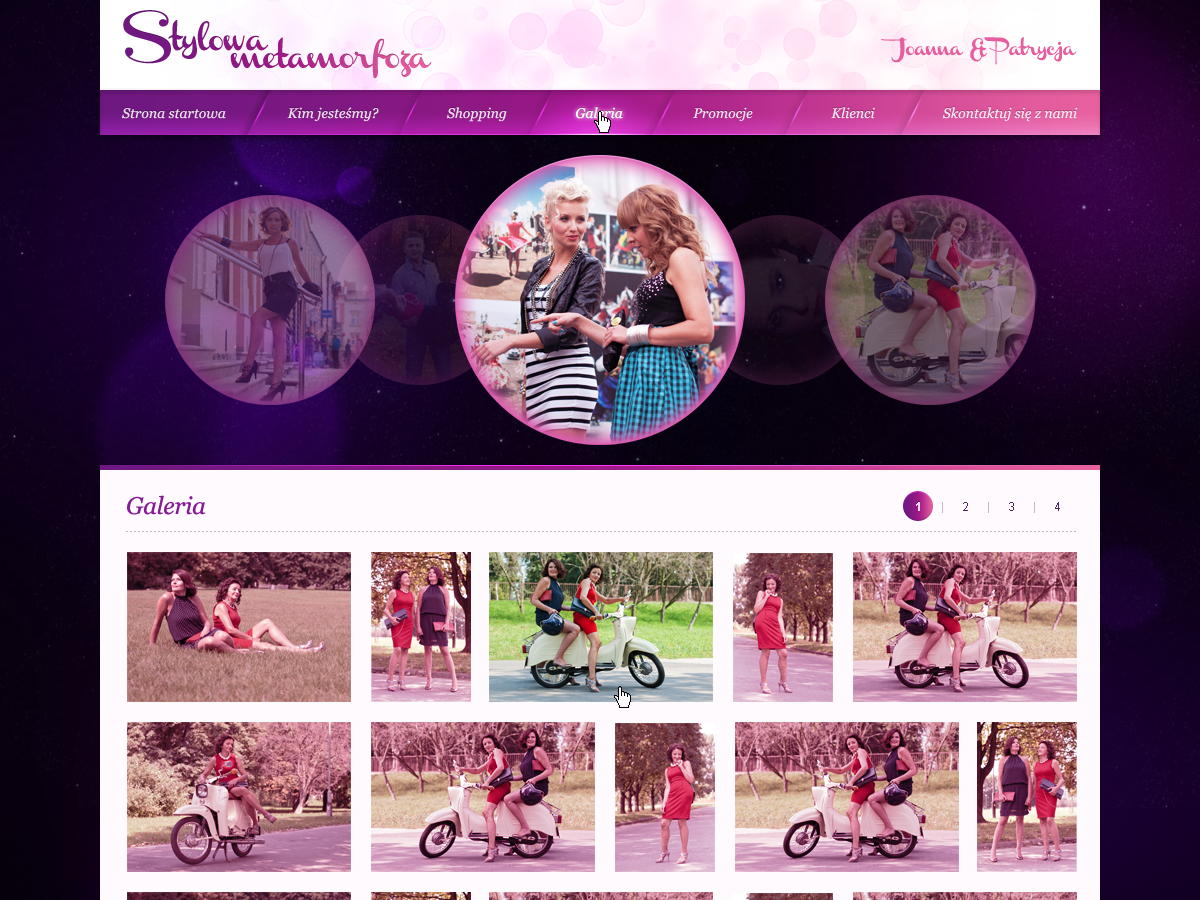 Stylowa
metamorfoza
Joanna & Patrycja
Strona startowa Kim jesteśmy? Shopping Galeria Promocje Klienci Skontaktuj się z nami
Galeria
1 | 2 | 3 | 4